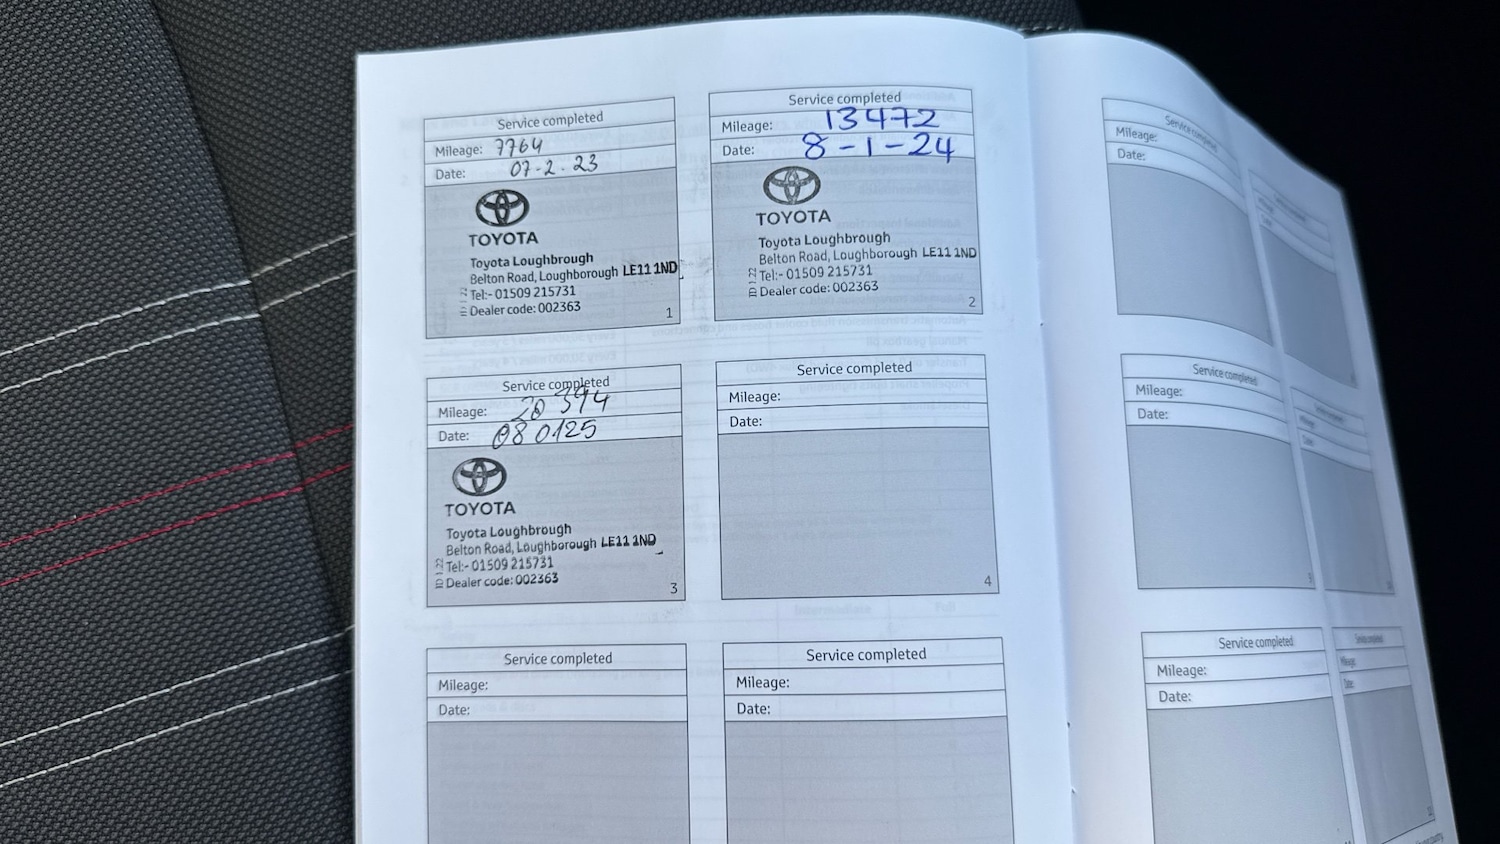 Service completed
Mileage: 7764
Date: 07-2.23
TOYOTA
Toyota Loughbrough
Belton Road, Loughborough LE11 1ND
Tel:- 01509 215731
Dealer code: 002363
1
Service completed
Mileage: 13472
Date: 8-1-24
TOYOTA
Toyota Loughbrough
Belton Road, Loughborough LE11 1ND
Tel:- 01509 215731
Dealer code: 002363
2
Service completed
Mileage: 20 394
Date: 080125
TOYOTA
Toyota Loughbrough
Belton Road, Loughborough LE11 1ND
Tel:- 01509 215731
Dealer code: 002363
3
Service completed
Mileage:
Date:
4
Service completed
Mileage:
Date:
Service completed
Mileage:
Date:
Service completed
Mileage:
Date:
Service completed
Mileage:
Date:
Service completed
Mileage:
Date: